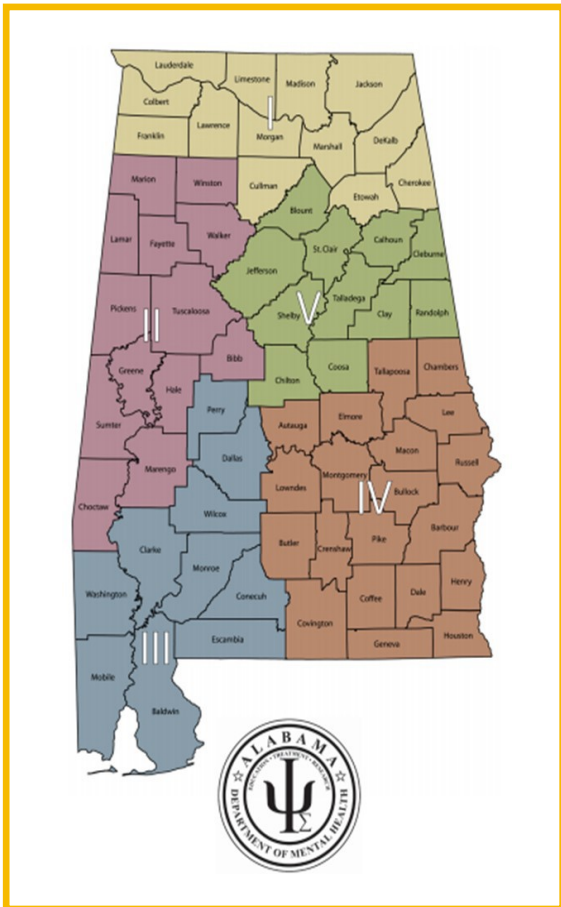 Lauderdale
Limestone
Madison
Jackson
Colbert
Lawrence
Franklin
I
Morgan
Marshall
DeKalb
Cherokee
Cullman
Etowah
Marion
Winston
Blount
Lamar
Fayette
Walker
St. Clair
Calhoun
Cleburne
Jefferson
Pickens
II
Tuscaloosa
Shelby
V
Talladega
Clay
Randolph
Bibb
Greene
Hale
Chilton
Coosa
Tallapoosa
Chambers
Perry
Sumter
Autauga
Elmore
Lee
Dallas
Macon
Marengo
Russell
Montgomery
Lowndes
IV
Bullock
Choctaw
Wilcox
Clarke
Butler
Crenshaw
Pike
Barbour
Monroe
Washington
Conecuh
Coffee
Dale
Henry
Covington
III
Escambia
Geneva
Houston
Mobile
Baldwin
ALABAMA
EDUCATION • TREATMENT • RESEARCH
Ψ
Σ
DEPARTMENT OF MENTAL HEALTH